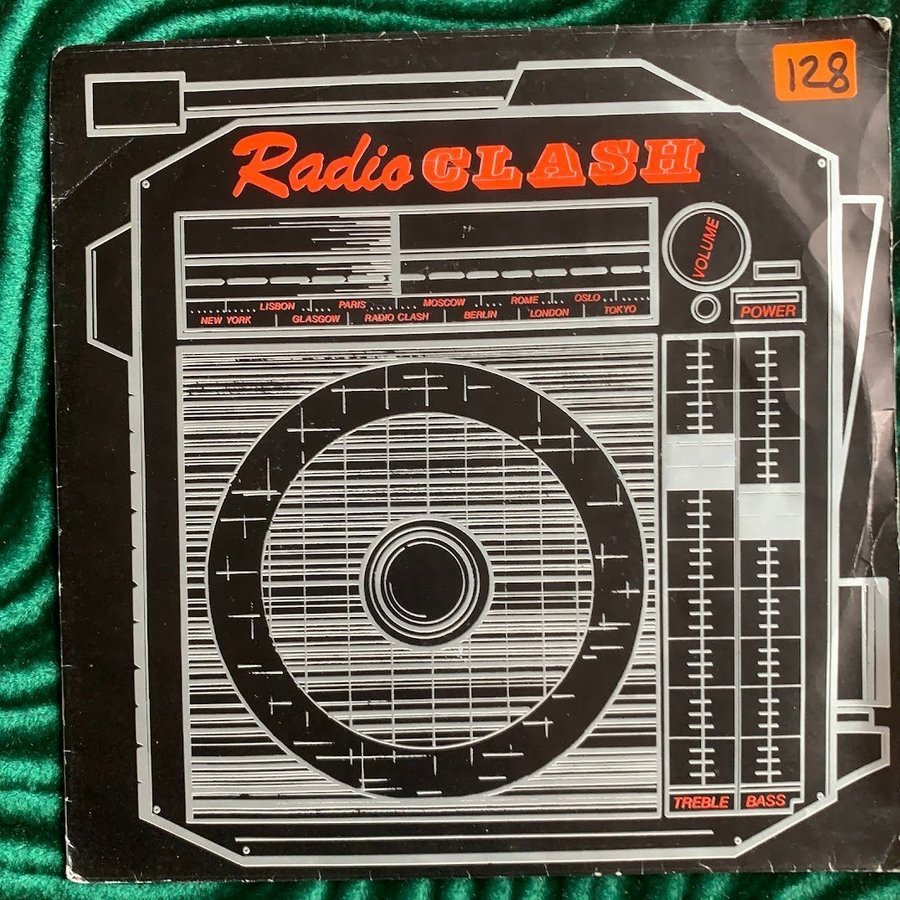 128
Radio CLASH
VOLUME
LISBON PARIS MOSCOW ROME OSLO
NEW YORK GLASGOW RADIO CLASH BERLIN LONDON TOKYO
POWER
TREBLE BASS